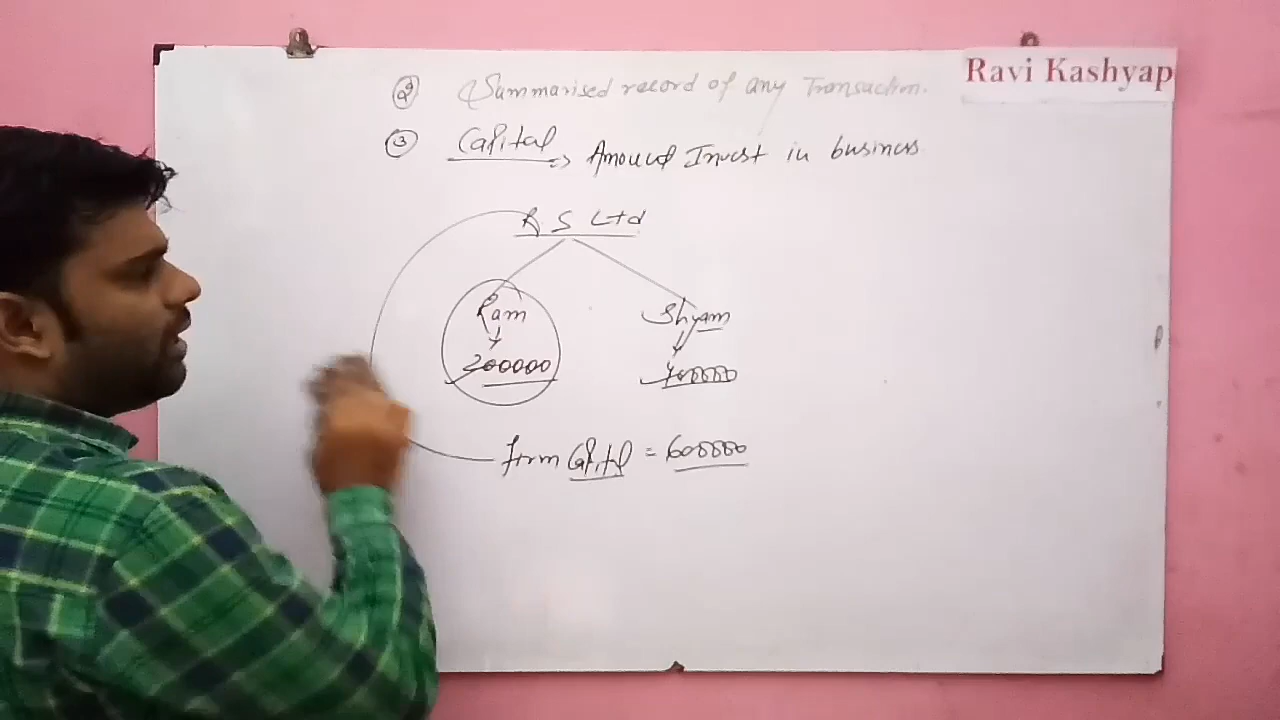 Ravi Kashyap
② Summarised record of any Transaction.
③ Capital → Amount Invest in business
R S Ltd
Ram Shyam
200000 400000
firm Capital = 600000